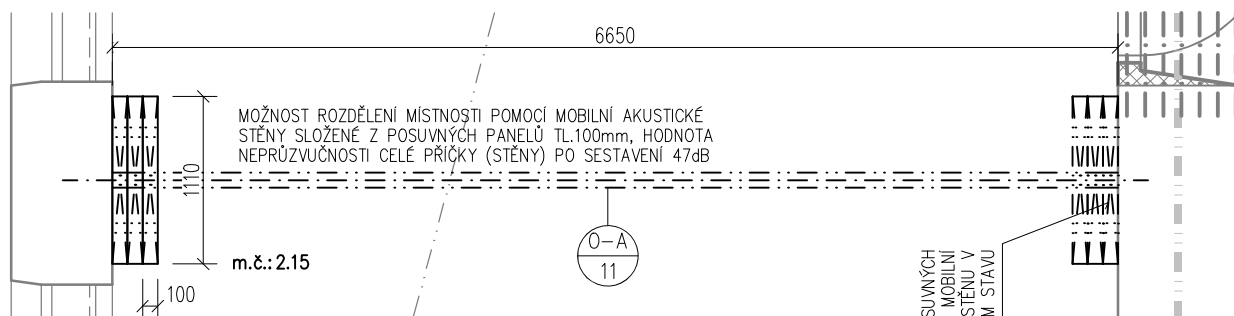 6650
MOŽNOST ROZDĚLENÍ MÍSTNOSTI POMOCÍ MOBILNÍ AKUSTICKÉ
STĚNY SLOŽENÉ Z POSUVNÝCH PANELŮ TL.100mm, HODNOTA
NEPRŮZVUČNOSTI CELÉ PŘÍČKY (STĚNY) PO SESTAVENÍ 47dB
1110
m.č.: 2.15
100
O-A
11
SUVNÝCH
MOBILNÍ
STĚNU V
M STAVU